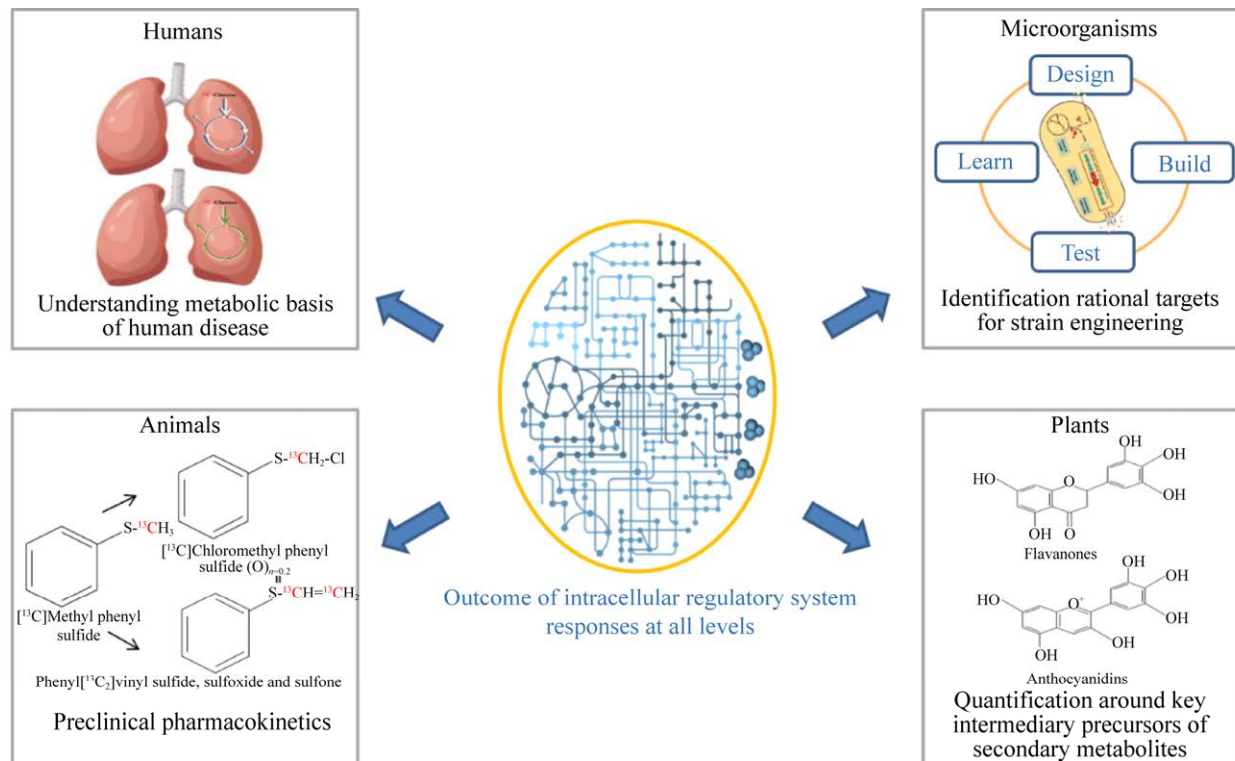 Humans
Understanding metabolic basis
of human disease
Microorganisms
Design
Learn
Build
Test
Identification rational targets
for strain engineering
Outcome of intracellular regulatory system
responses at all levels
Animals
S-¹³CH₂-Cl
S-¹³CH₃
[¹³C]Chloromethyl phenyl
sulfide (O)ₙ₌₀.₂
S-¹³CH=¹³CH₂
[¹³C]Methyl phenyl
sulfide
Phenyl[¹³C₂]vinyl sulfide, sulfoxide and sulfone
Preclinical pharmacokinetics
Plants
OH
OH
HO
O
OH
OH
O
Flavanones
OH
OH
HO
O⁺
OH
OH
OH
Anthocyanidins
Quantification around key
intermediary precursors of
secondary metabolites